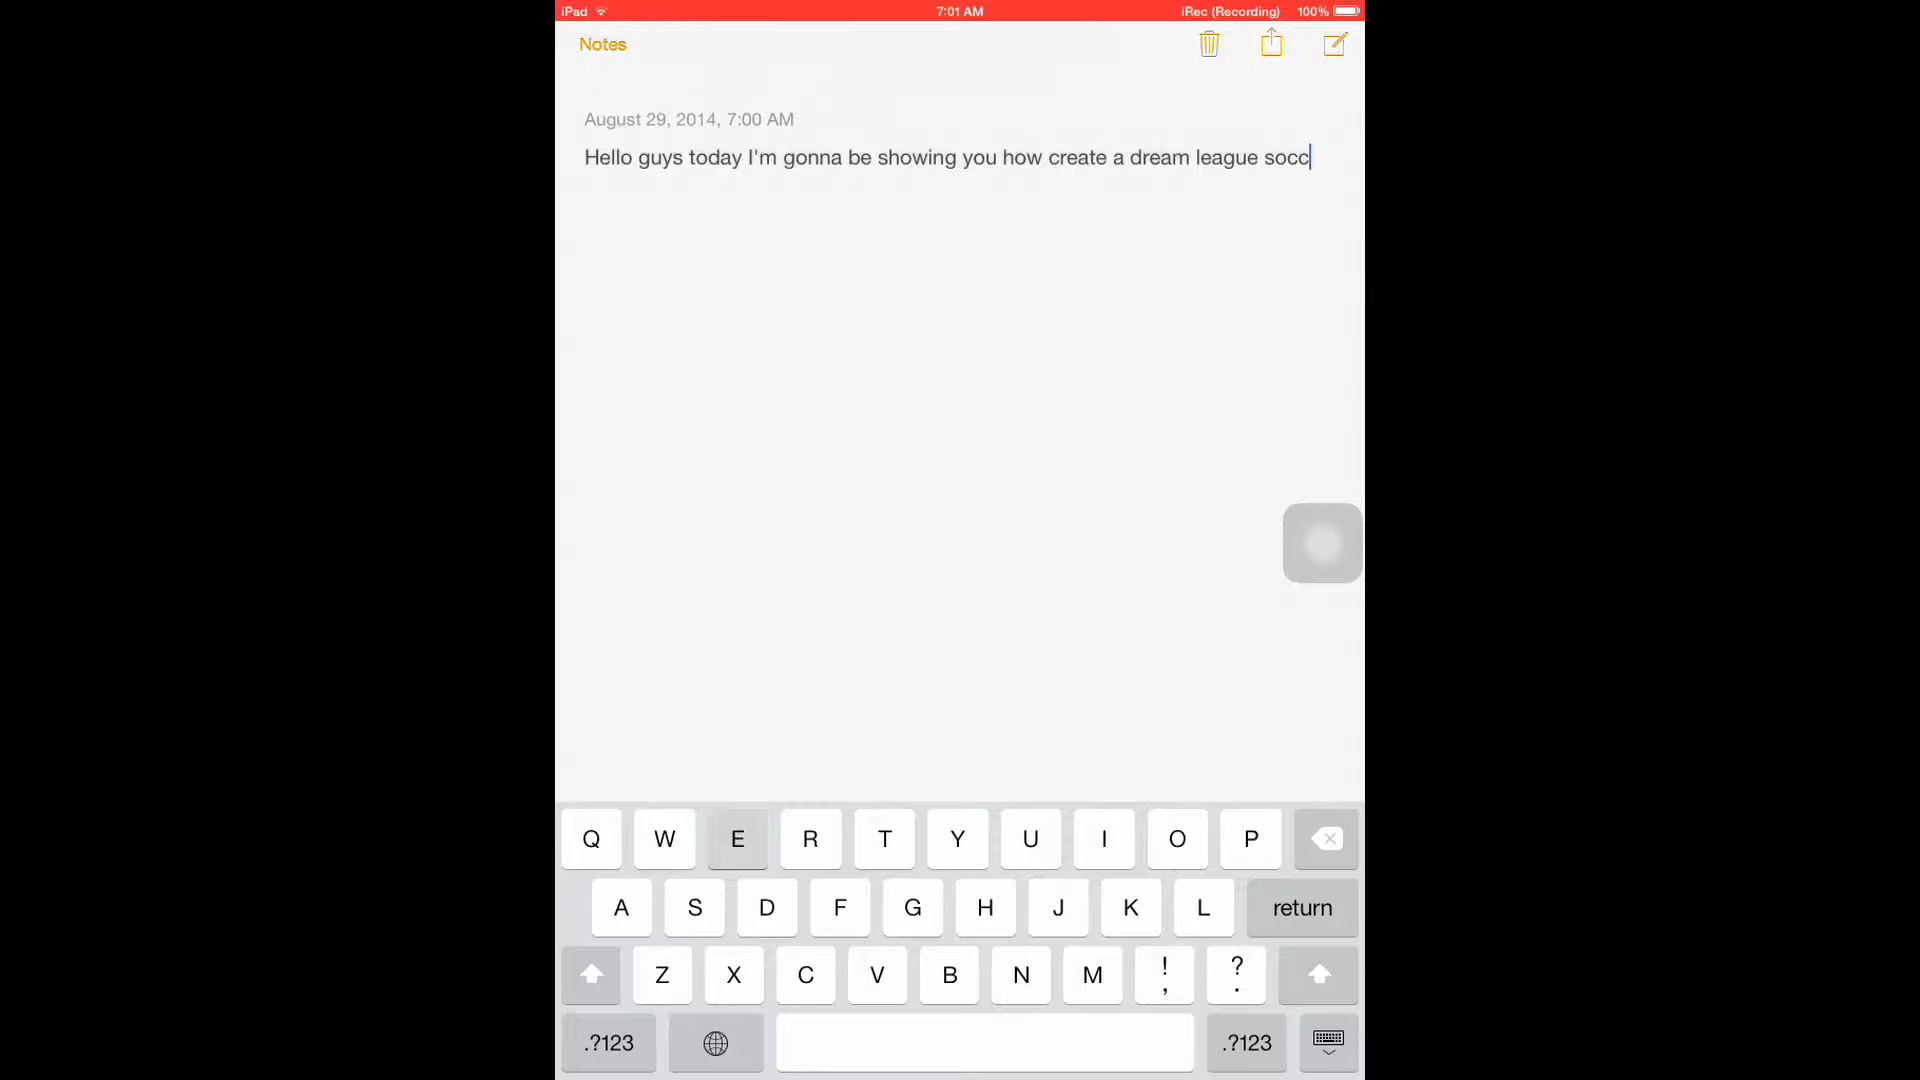 iPad 7:01 AM iRec (Recording) 100%
Notes
August 29, 2014, 7:00 AM
Hello guys today I'm gonna be showing you how create a dream league socc
Q W E R T Y U I O P
A S D F G H J K L return
Z X C V B N M ! , ? .
.?123 .?123